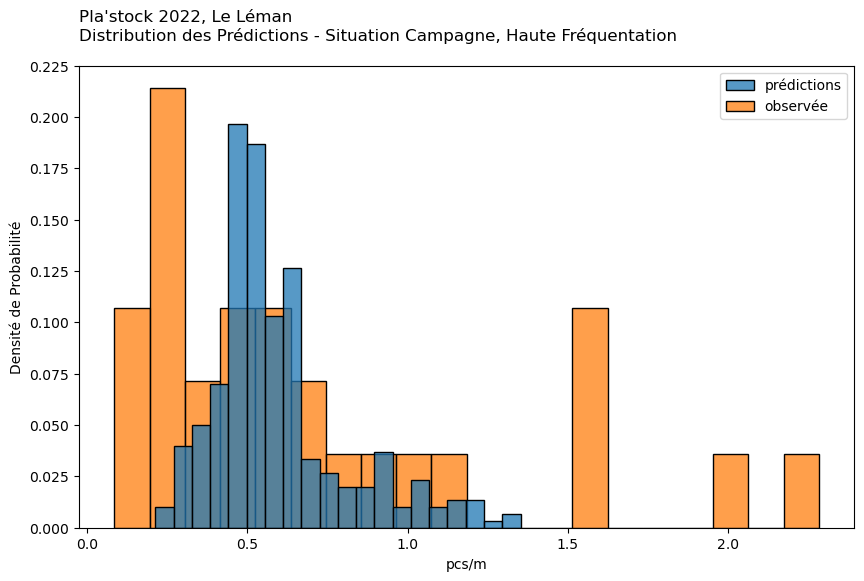 Pla'stock 2022, Le Léman
Distribution des Prédictions - Situation Campagne, Haute Fréquentation
0.225
0.200
0.175
0.150
0.125
0.100
0.075
0.050
0.025
0.000
Densité de Probabilité
prédictions
observée
0.0 0.5 1.0 1.5 2.0
pcs/m